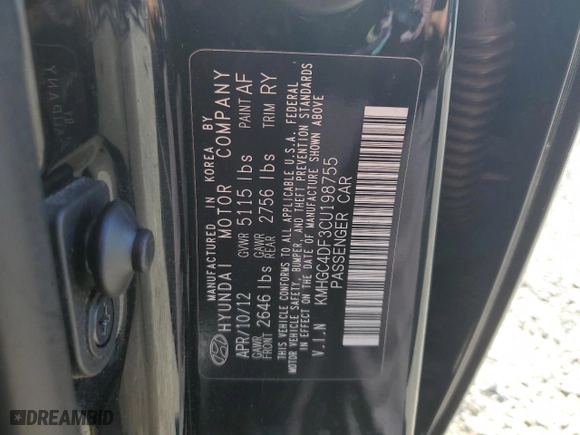 MANUFACTURED IN KOREA BY
HYUNDAI MOTOR COMPANY
APR/10/12 GVWR 5115 lbs PAINT AF
GAWR FRONT 2646 lbs GAWR REAR 2756 lbs TRIM RY
THIS VEHICLE CONFORMS TO ALL APPLICABLE U.S.A. FEDERAL
MOTOR VEHICLE SAFETY, BUMPER, AND THEFT PREVENTION STANDARDS
IN EFFECT ON THE DATE OF MANUFACTURE SHOWN ABOVE
V.I.N KMHGC4DF3CU198755
PASSENGER CAR
DREAMBID